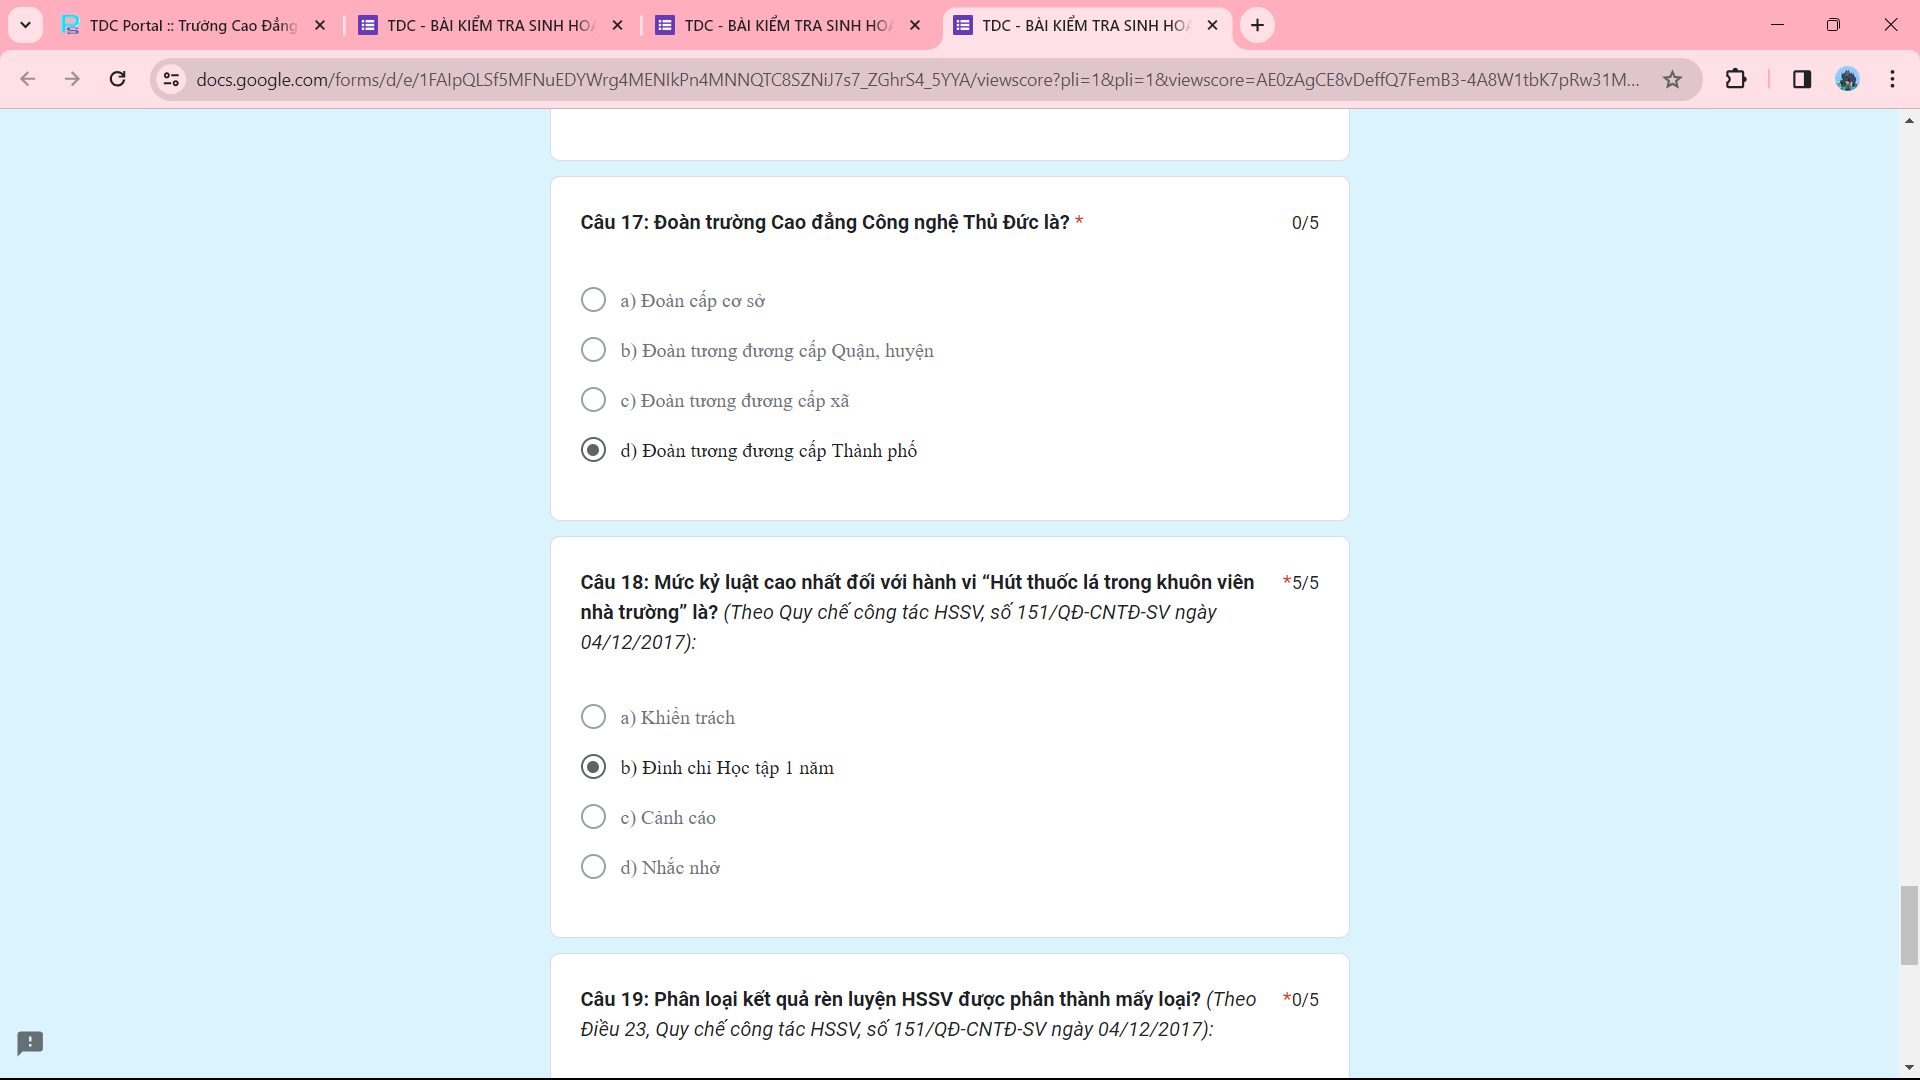 TDC Portal :: Trường Cao Đẳng
TDC - BÀI KIỂM TRA SINH HOẠ
TDC - BÀI KIỂM TRA SINH HOẠ
TDC - BÀI KIỂM TRA SINH HOẠ
docs.google.com/forms/d/e/1FAIpQLSf5MFNuEDYWrg4MENIkPn4MNNQTC8SZNiJ7s7_ZGhrS4_5YYA/viewscore?pli=1&pli=1&viewscore=AE0zAgCE8vDeffQ7FemB3-4A8W1tbK7pRw31M...
Câu 17: Đoàn trường Cao đẳng Công nghệ Thủ Đức là? * 0/5
a) Đoàn cấp cơ sở
b) Đoàn tương đương cấp Quận, huyện
c) Đoàn tương đương cấp xã
d) Đoàn tương đương cấp Thành phố
Câu 18: Mức kỷ luật cao nhất đối với hành vi “Hút thuốc lá trong khuôn viên *5/5
nhà trường” là? (Theo Quy chế công tác HSSV, số 151/QĐ-CNTĐ-SV ngày
04/12/2017):
a) Khiển trách
b) Đình chỉ Học tập 1 năm
c) Cảnh cáo
d) Nhắc nhở
Câu 19: Phân loại kết quả rèn luyện HSSV được phân thành mấy loại? (Theo *0/5
Điều 23, Quy chế công tác HSSV, số 151/QĐ-CNTĐ-SV ngày 04/12/2017):